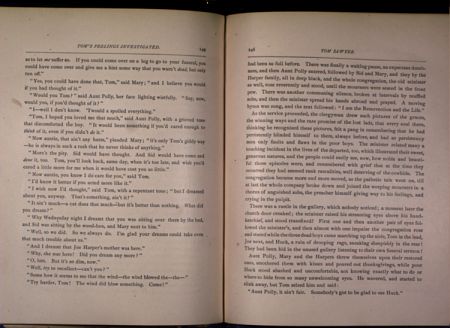 TOM'S FEELINGS INVESTIGATED.
as to let me suffer so. If you could come over on a log to go to your funeral, you
could have come over and give me a hint some way that you warn't dead, but only
run off."
"Yes, you could have done that, Tom," said Mary; "and I believe you would
if you had thought of it."
"Would you Tom?" said Aunt Polly, her face lighting wistfully. "Say, now,
would you, if you'd thought of it?"
"I—well I don't know. 'Twould a spoiled everything."
"Tom, I hoped you loved me that much," said Aunt Polly, with a grieved tone
that discomforted the boy. "It would been something if you'd cared enough to
think of it, even if you didn't do it."
"Now auntie, that ain't any harm," pleaded Mary; "it's only Tom's giddy way
—he is always in such a rush that he never thinks of anything."
"More's the pity. Sid would have thought. And Sid would have come and
done it, too. Tom, you'll look back, some day, when it's too late, and wish you'd
cared a little more for me when it would have cost you so little."
"Now auntie, you know I do care for you," said Tom.
"I'd know it better if you acted more like it."
"I wish now I'd thought," said Tom, with a repentant tone; "but I dreamed
about you, anyway. That's something, ain't it?"
"It ain't much—a cat does that much—but it's better than nothing. What did
you dream?"
"Why Wednesday night I dreamt that you was sitting over there by the bed,
and Sid was sitting by the wood-box, and Mary next to him."
"Well, so we did. So we always do. I'm glad your dreams could take even
that much trouble about us."
"And I dreamt that Joe Harper's mother was here."
"Why, she was here! Did you dream any more?"
"O, lots. But it's so dim, now."
"Well, try to recollect—can't you?"
"Some how it seems to me that the wind—the wind blowed the—the—"
"Try harder, Tom! The wind did blow something. Come!"
TOM SAWYER.
had been so full before. There was finally a waiting pause, an expectant dumb-
ness, and then Aunt Polly entered, followed by Sid and Mary, and they by the
Harper family, all in deep black, and the whole congregation, the old minister
as well, rose reverently and stood, until the mourners were seated in the front
pew. There was another communing silence, broken at intervals by muffled
sobs, and then the minister spread his hands abroad and prayed. A moving
hymn was sung, and the text followed: "I am the Resurrection and the Life."
As the service proceeded, the clergyman drew such pictures of the graces,
the winning ways and the rare promise of the lost lads, that every soul there,
thinking he recognized these pictures, felt a pang in remembering that he had
persistently blinded himself to them, always before, and had as persistently
seen only faults and flaws in the poor boys. The minister related many a
touching incident in the lives of the departed, too, which illustrated their sweet,
generous natures, and the people could easily see, now, how noble and beauti-
ful those episodes were, and remembered with grief that at the time they
occurred they had seemed rank rascalities, well deserving of the cowhide. The
congregation became more and more moved, as the pathetic tale went on, till
at last the whole company broke down and joined the weeping mourners in a
chorus of anguished sobs, the preacher himself giving way to his feelings, and
crying in the pulpit.
There was a rustle in the gallery, which nobody noticed; a moment later the
church door creaked; the minister raised his streaming eyes above his hand-
kerchief, and stood transfixed! First one and then another pair of eyes fol-
lowed the minister's, and then almost with one impulse the congregation rose
and stared while the three dead boys came marching up the aisle, Tom in the lead,
Joe next, and Huck, a ruin of drooping rags, sneaking sheepishly in the rear!
They had been hid in the unused gallery listening to their own funeral sermon!
Aunt Polly, Mary and the Harpers threw themselves upon their restored
ones, smothered them with kisses and poured out thanksgivings, while poor
Huck stood abashed and uncomfortable, not knowing exactly what to do or
where to hide from so many unwelcoming eyes. He wavered, and started to
slink away, but Tom seized him and said:
"Aunt Polly, it ain't fair. Somebody's got to be glad to see Huck."